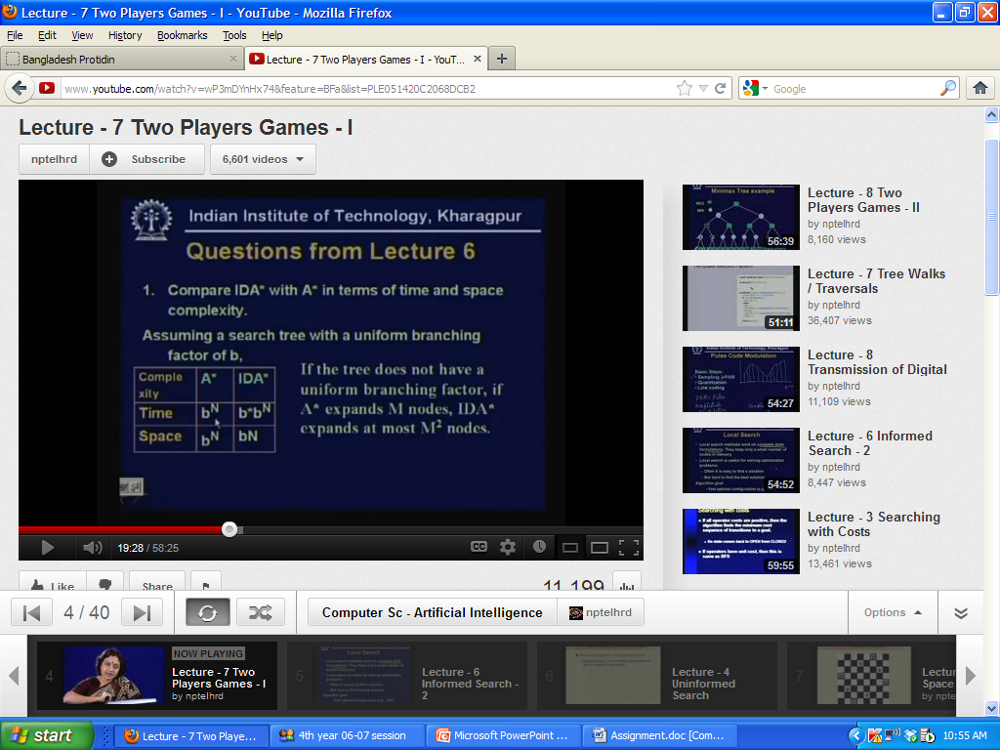 Lecture - 7 Two Players Games - I - YouTube - Mozilla Firefox
File Edit View History Bookmarks Tools Help
Bangladesh Protidin
Lecture - 7 Two Players Games - I - YouT...
www.youtube.com/watch?v=wP3mDYnHx74&feature=BFa&list=PLE051420C2068DCB2
Google
Lecture - 7 Two Players Games - I
nptelhrd Subscribe 6,601 videos
Indian Institute of Technology, Kharagpur
Questions from Lecture 6
1. Compare IDA* with A* in terms of time and space
complexity.
Assuming a search tree with a uniform branching
factor of b,
Comple
xity A* IDA*
Time b^N b*b^N
Space b^N bN
If the tree does not have a
uniform branching factor, if
A* expands M nodes, IDA*
expands at most M² nodes.
19:28 / 58:25
CC
Like Share 11,199
Minimax Tree example
56:39
Lecture - 8 Two
Players Games - II
by nptelhrd
8,160 views
51:11
Lecture - 7 Tree Walks
/ Traversals
by nptelhrd
36,407 views
Indian Institute of Technology, Kharagpur
Pulse Code Modulation
Basic Steps
Sampling
Quantization
Line coding
54:27
Lecture - 8
Transmission of Digital
by nptelhrd
11,109 views
Local Search
54:52
Lecture - 6 Informed
Search - 2
by nptelhrd
8,447 views
Searching with Costs
If all operator costs are positive, then the
algorithm finds the minimum cost
sequence of transitions to a goal.
No state comes back to OPEN from CLOSED
If operators have unit cost, then this is
same as BFS
59:55
Lecture - 3 Searching
with Costs
by nptelhrd
13,461 views
4 / 40
Computer Sc - Artificial Intelligence nptelhrd
Options
4
NOW PLAYING
Lecture - 7 Two
Players Games - I
by nptelhrd
5
Local Search
Lecture - 6
Informed Search -
2
6
Lecture - 4
Uninformed
Search
7
Lectur
Space
by npte
start
Lecture - 7 Two Playe...
4th year 06-07 session
Microsoft PowerPoint ...
Assignment.doc [Com...
10:55 AM